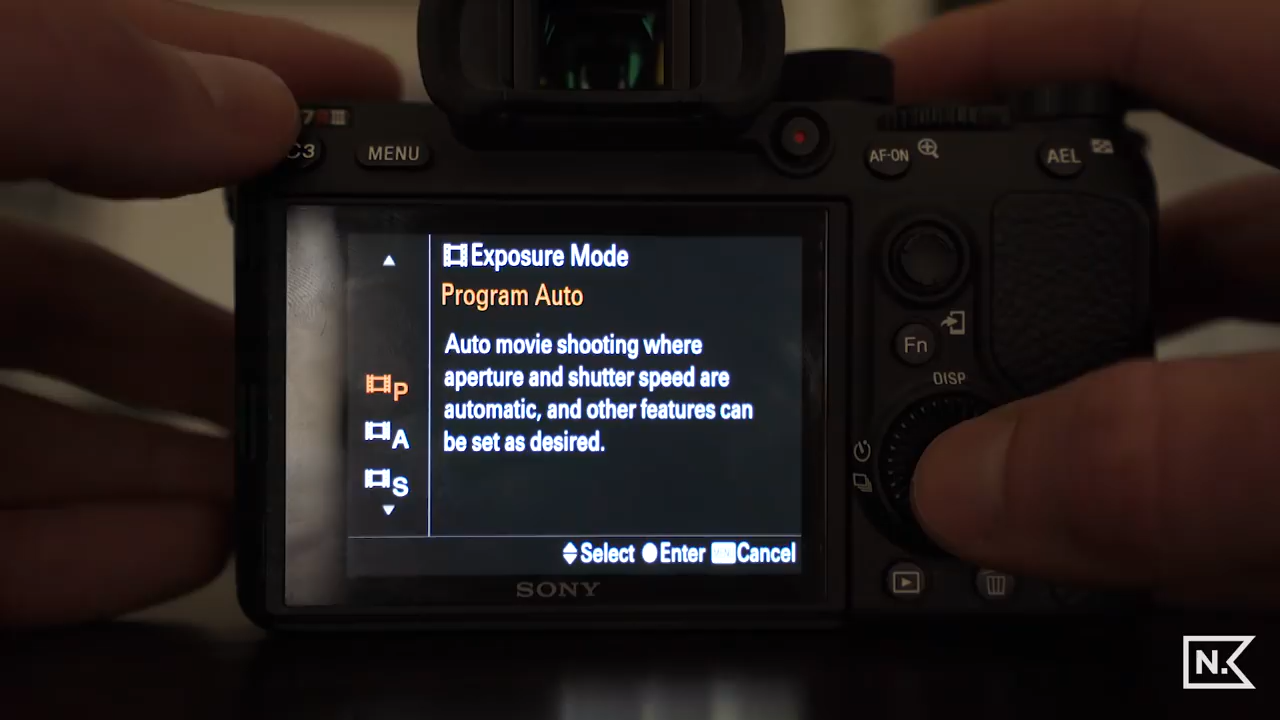 7
C3
MENU
AF-ON
AEL
Exposure Mode
Program Auto
Auto movie shooting where
aperture and shutter speed are
automatic, and other features can
be set as desired.
P
A
S
Select Enter Cancel
Fn
DISP
SONY
N.